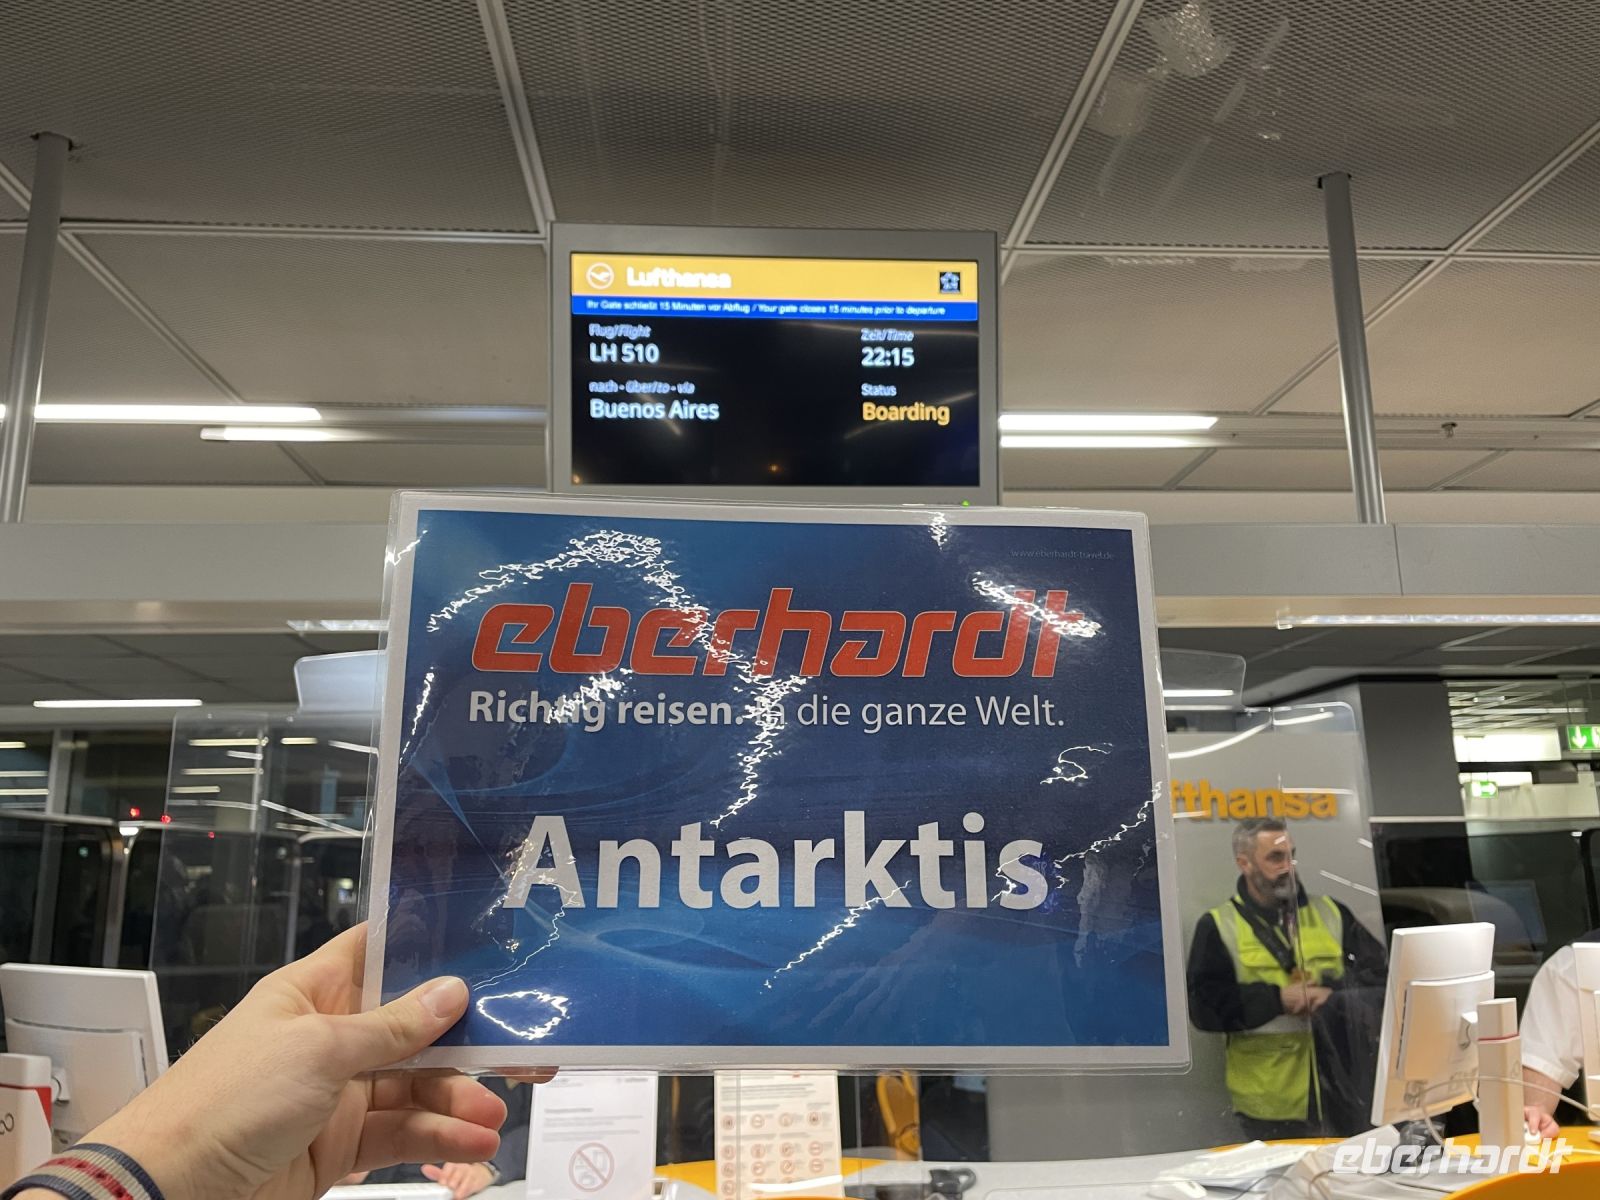 Lufthansa
Ihr Gate schließt 15 Minuten vor Abflug / Your gate closes 15 minutes prior to departure
Flug/Flight
Zeit/Time
LH 510
22:15
nach - über/to - via
Status
Buenos Aires
Boarding
www.eberhardt-travel.de
eberhardt
Richtig reisen. In die ganze Welt.
Antarktis
fthansa
eberhardt